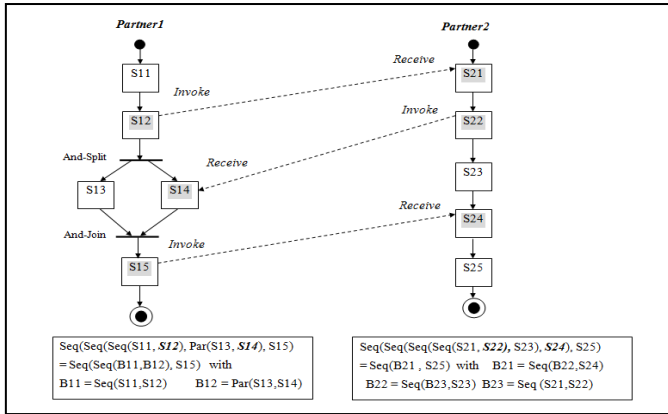 Partner1
Partner2
Receive
S11
S21
Invoke
Invoke
S12
S22
And-Split
Receive
S13
S14
S23
Receive
And-Join
Invoke
S24
S15
S25
Seq(Seq(Seq(S11, S12), Par(S13, S14), S15)
= Seq(Seq(B11,B12), S15) with
B11 = Seq(S11,S12) B12 = Par(S13,S14)
Seq(Seq(Seq(Seq(S21, S22), S23), S24), S25)
=Seq(B21 , S25) with B21 = Seq(B22,S24)
B22 = Seq(B23,S23) B23 = Seq (S21,S22)